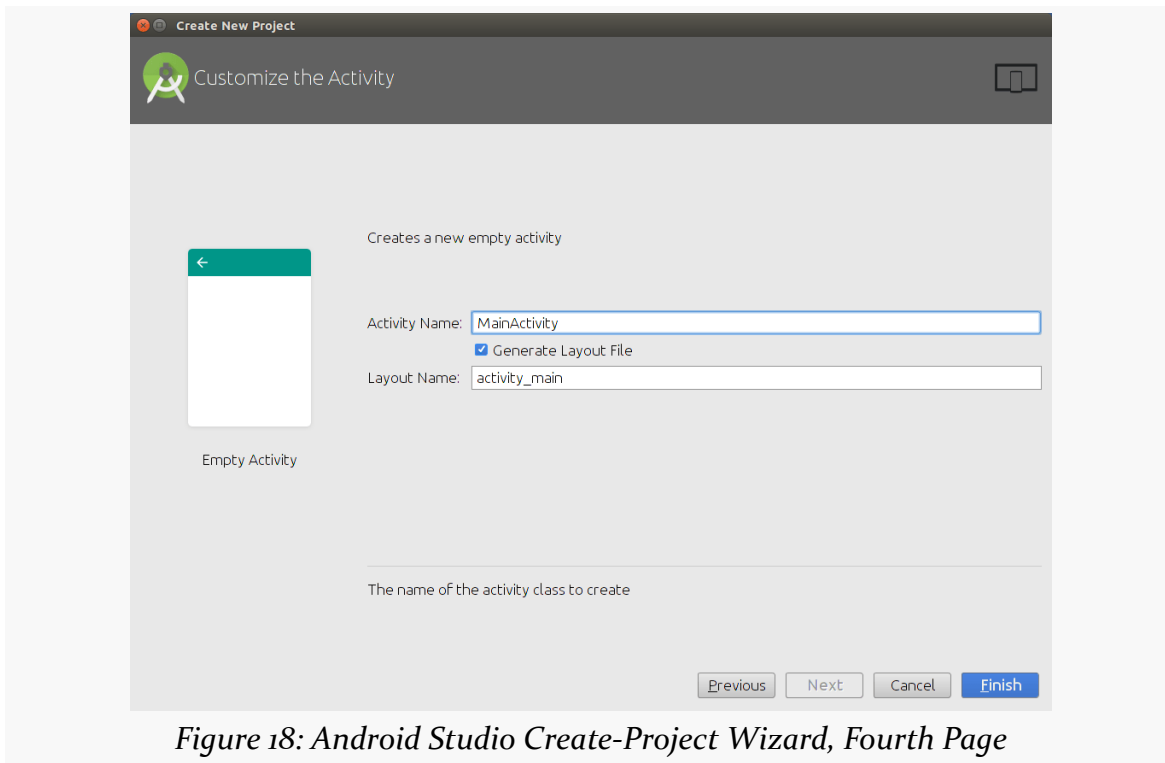 Create New Project
Customize the Activity
Creates a new empty activity
Activity Name: MainActivity
Generate Layout File
Layout Name: activity_main
Empty Activity
The name of the activity class to create
Previous Next Cancel Finish
Figure 18: Android Studio Create-Project Wizard, Fourth Page